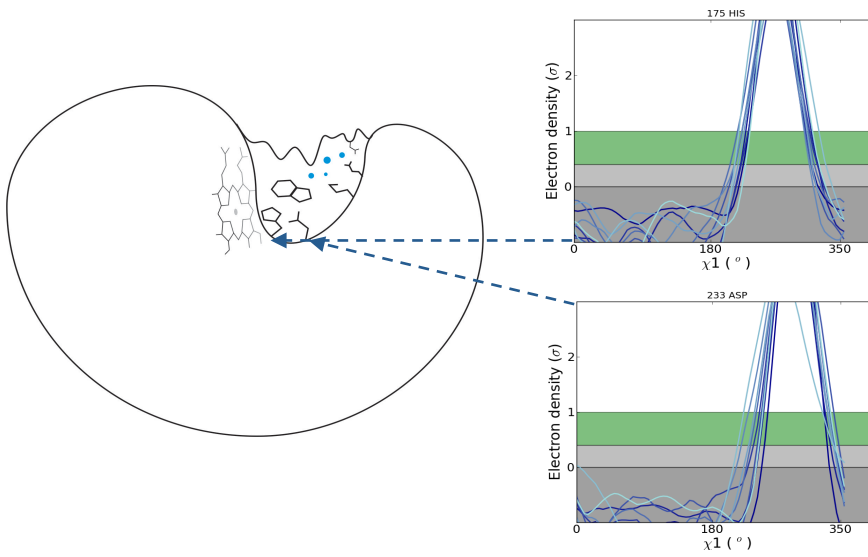 175 HIS
Electron density (σ)
2
1
0
0
180
350
χ1 ( º )
233 ASP
Electron density (σ)
2
1
0
0
180
350
χ1 ( º )